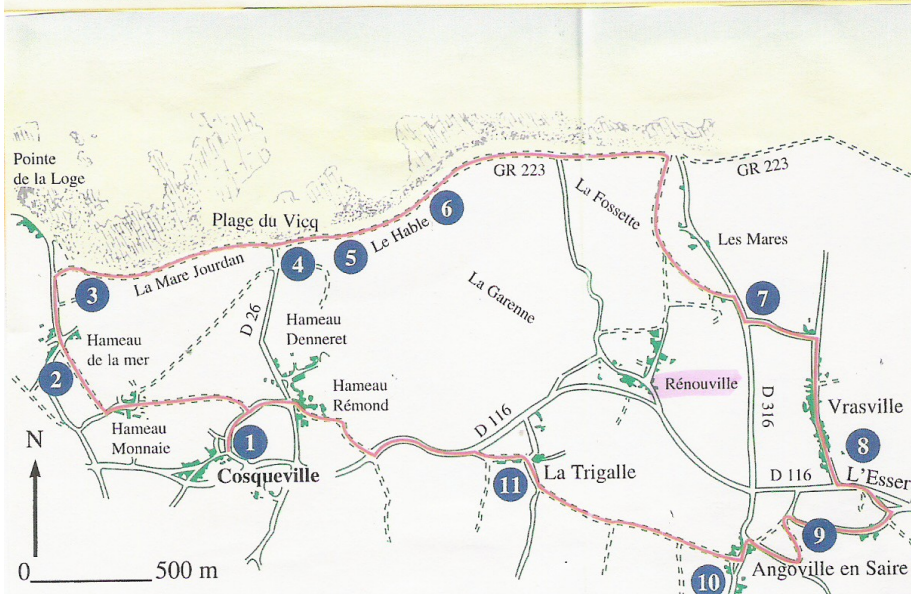 Pointe
de la Loge
Plage du Vicq
GR 223
GR 223
La Fossette
6
Le Hable
5
4
La Mare Jourdan
3
Les Mares
7
La Garenne
D 26
Hameau
Denneret
Hameau
de la mer
2
Hameau
Rémond
Rénouville
D 316
Vrasville
D 116
Hameau
Monnaie
1
Cosqueville
N
8
L'Esser
D 116
La Trigalle
11
9
Angoville en Saire
10
0 500 m